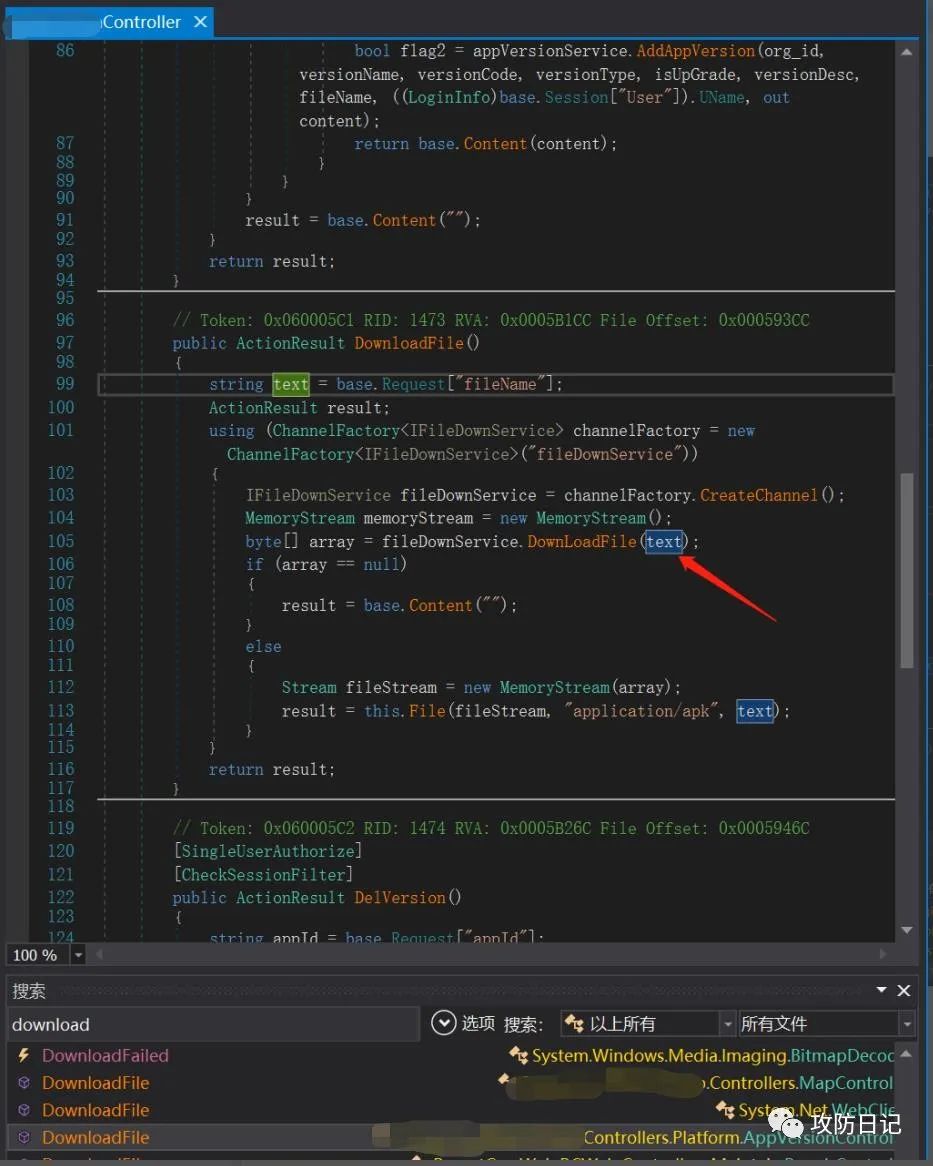 Controller ✕
86 bool flag2 = appVersionService.AddAppVersion(org_id,
versionName, versionCode, versionType, isUpGrade, versionDesc,
fileName, ((LoginInfo)base.Session["User"]).UName, out
content);
87 return base.Content(content);
88 }
89 }
90 }
91 result = base.Content("");
92 }
93 return result;
94 }
95
96 // Token: 0x060005C1 RID: 1473 RVA: 0x0005B1CC File Offset: 0x000593CC
97 public ActionResult DownloadFile()
98 {
99 string text = base.Request["fileName"];
100 ActionResult result;
101 using (ChannelFactory<IFileDownService> channelFactory = new
ChannelFactory<IFileDownService>("fileDownService"))
102 {
103 IFileDownService fileDownService = channelFactory.CreateChannel();
104 MemoryStream memoryStream = new MemoryStream();
105 byte[] array = fileDownService.DownLoadFile(text);
106 if (array == null)
107 {
108 result = base.Content("");
109 }
110 else
111 {
112 Stream fileStream = new MemoryStream(array);
113 result = this.File(fileStream, "application/apk", text);
114 }
115 }
116 return result;
117 }
118
119 // Token: 0x060005C2 RID: 1474 RVA: 0x0005B26C File Offset: 0x0005946C
120 [SingleUserAuthorize]
121 [CheckSessionFilter]
122 public ActionResult DelVersion()
123 {
124 string appId = base.Request["appId"];
100 %
搜索
download 选项 搜索: 以上所有 所有文件
DownloadFailed System.Windows.Media.Imaging.BitmapDecoc
DownloadFile .Controllers.MapControl
DownloadFile System.Net.WebClie
DownloadFile Controllers.Platform.AppVersionControl
攻防日记